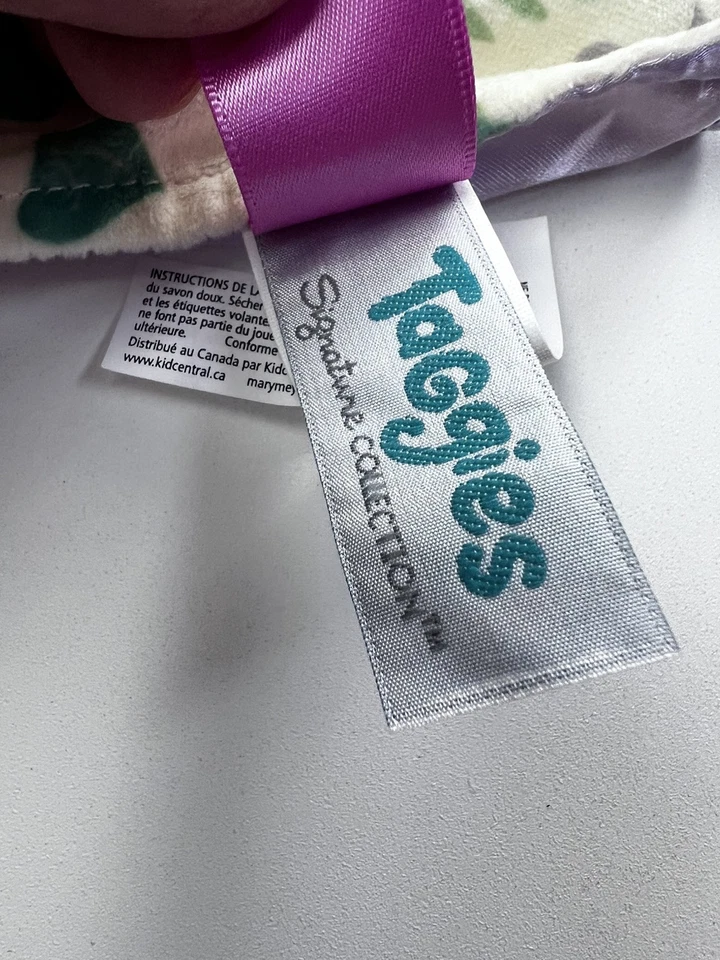 Taggies
Signature COLLECTION™
INSTRUCTIONS DE
du savon doux. Sécher
et les étiquettes volante
ne font pas partie du joue
ultérieure. Conforme
Distribué au Canada par Kidc
www.kidcentral.ca marymey